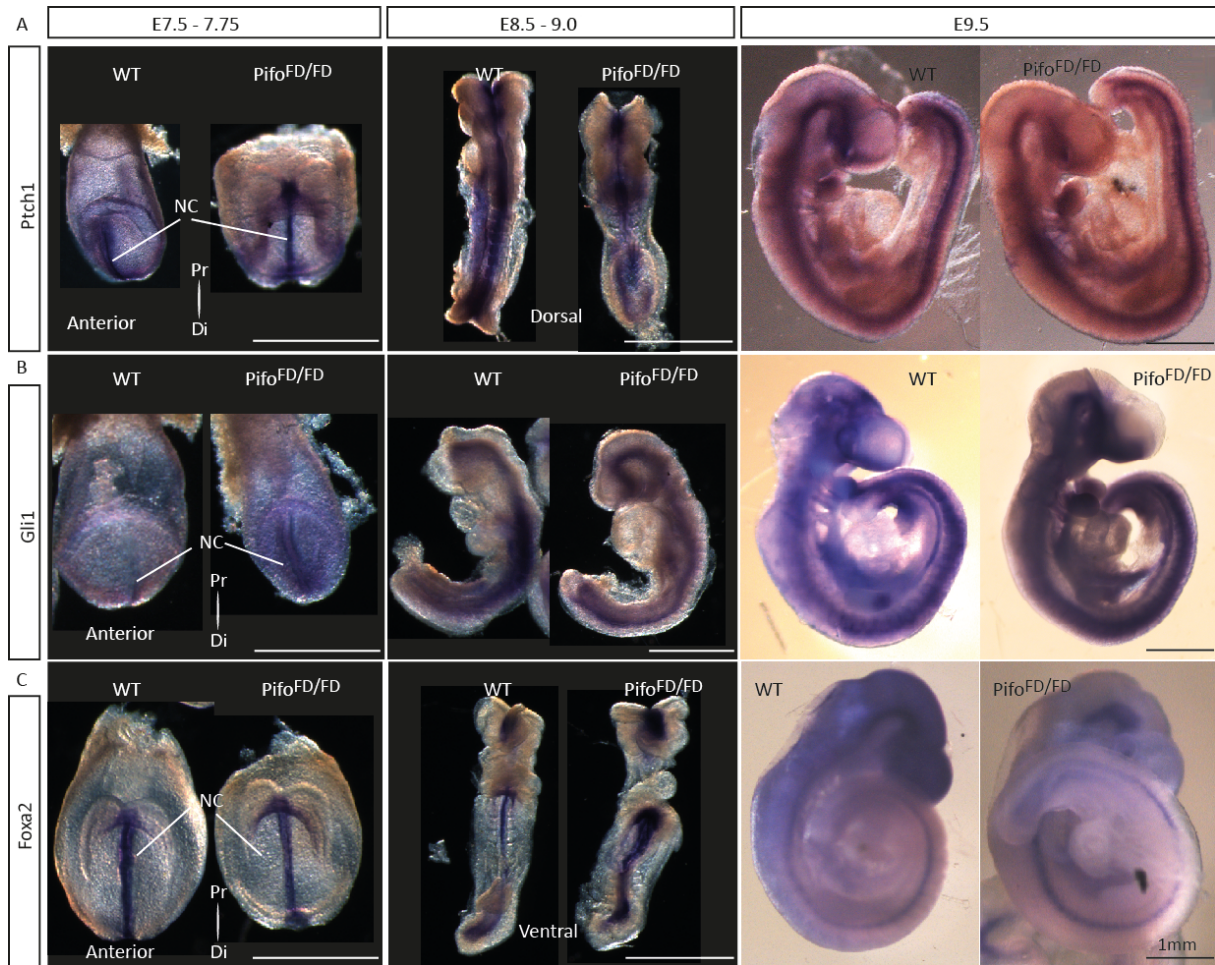 A
E7.5 - 7.75
E8.5 - 9.0
E9.5
Ptch1
WT
PifoFD/FD
NC
Pr
Di
Anterior
WT
PifoFD/FD
Dorsal
WT
PifoFD/FD
B
Gli1
WT
PifoFD/FD
NC
Pr
Di
Anterior
WT
PifoFD/FD
WT
PifoFD/FD
C
Foxa2
WT
PifoFD/FD
NC
Pr
Di
Anterior
WT
PifoFD/FD
Ventral
WT
PifoFD/FD
1mm